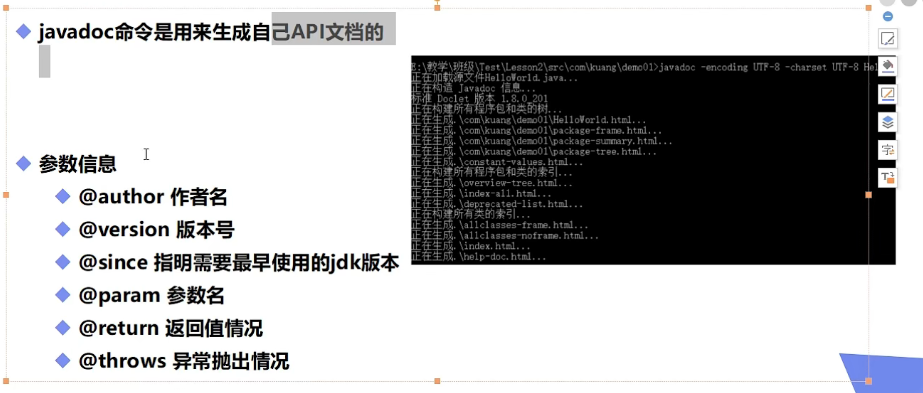 javadoc命令是用来生成自己API文档的
参数信息
@author 作者名
@version 版本号
@since 指明需要最早使用的jdk版本
@param 参数名
@return 返回值情况
@throws 异常抛出情况
E:\教学\班级\Test\Lesson2\src\com\kuang\demo01>javadoc -encoding UTF-8 -charset UTF-8 Hel
正在加载源文件HelloWorld.java...
正在构造 Javadoc 信息...
标准 Doclet 版本 1.8.0_201
正在构建所有程序包和类的树...
正在生成.\com\kuang\demo01\HelloWorld.html...
正在生成.\com\kuang\demo01\package-frame.html...
正在生成.\com\kuang\demo01\package-summary.html...
正在生成.\com\kuang\demo01\package-tree.html...
正在生成.\constant-values.html...
正在构建所有程序包和类的索引...
正在生成.\overview-tree.html...
正在生成.\index-all.html...
正在生成.\deprecated-list.html...
正在构建所有类的索引...
正在生成.\allclasses-frame.html...
正在生成.\allclasses-noframe.html...
正在生成.\index.html...
正在生成.\help-doc.html...
字